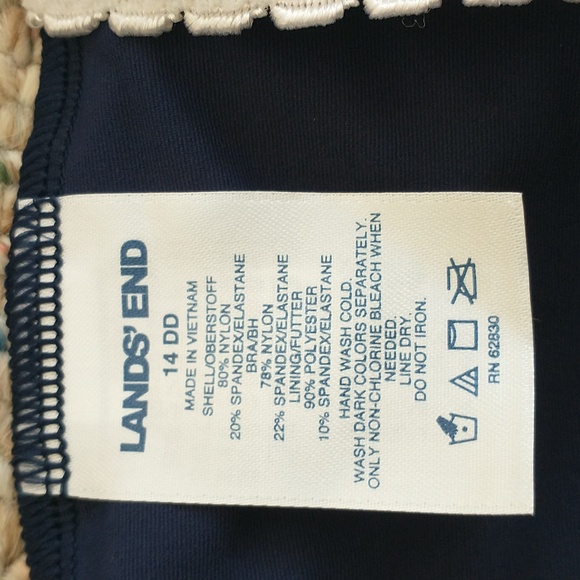 LANDS' END
14 DD
MADE IN VIETNAM
SHELL/OBERSTOFF
80% NYLON
20% SPANDEX/ELASTANE
BRA/BH
78% NYLON
22% SPANDEX/ELASTANE
LINING/FUTTER
90% POLYESTER
10% SPANDEX/ELASTANE
HAND WASH COLD.
WASH DARK COLORS SEPARATELY.
ONLY NON-CHLORINE BLEACH WHEN
NEEDED.
LINE DRY.
DO NOT IRON.
RN 62830